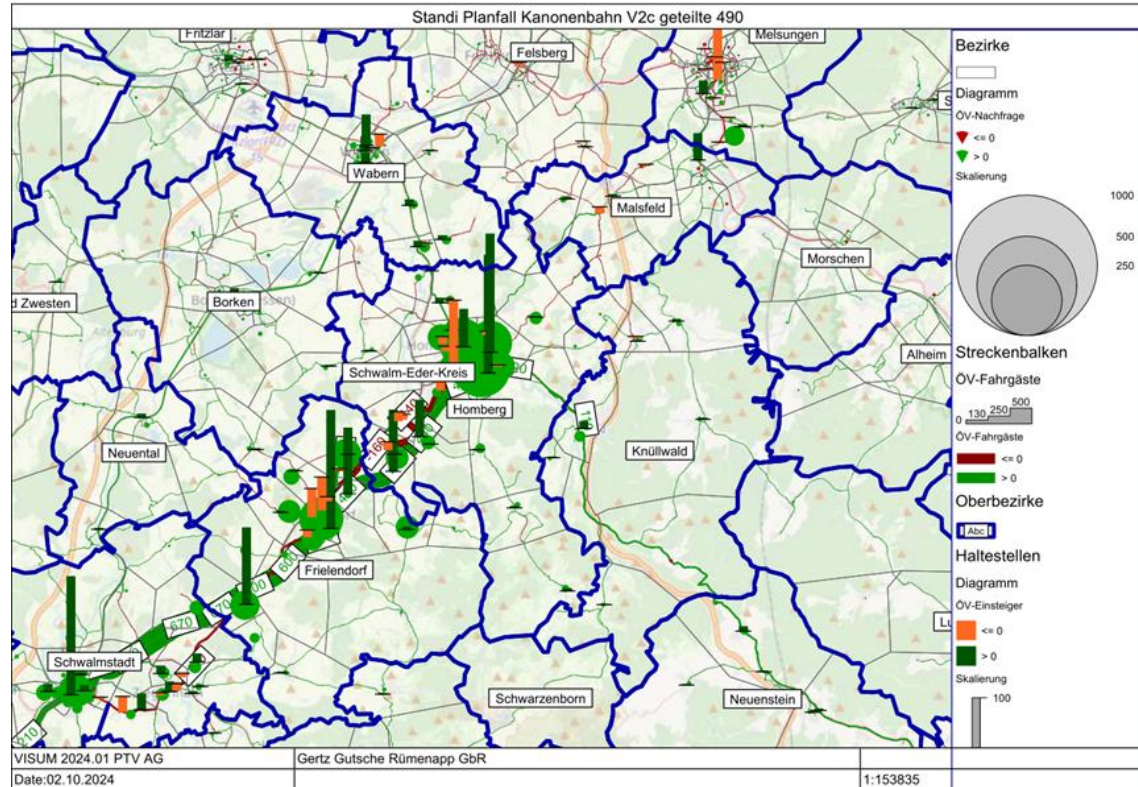 Standi Planfall Kanonenbahn V2c geteilte 490
Fritzlar
Felsberg
Melsungen
Wabern
Malsfeld
Morschen
d Zwesten
Borken
Alheim
Schwalm-Eder-Kreis
Homberg
Neuental
Knüllwald
-160
600
Frielendorf
670
Schwalmstadt
210
Schwarzenborn
Neuenstein
Bezirke
Diagramm
ÖV-Nachfrage
<= 0
> 0
Skalierung
1000
500
250
Streckenbalken
ÖV-Fahrgäste
0 130 250 500
ÖV-Fahrgäste
<= 0
> 0
Oberbezirke
Abc
Haltestellen
Diagramm
ÖV-Einsteiger
<= 0
> 0
Skalierung
100
VISUM 2024.01 PTV AG
Gertz Gutsche Rümenapp GbR
Date:02.10.2024
1:153835